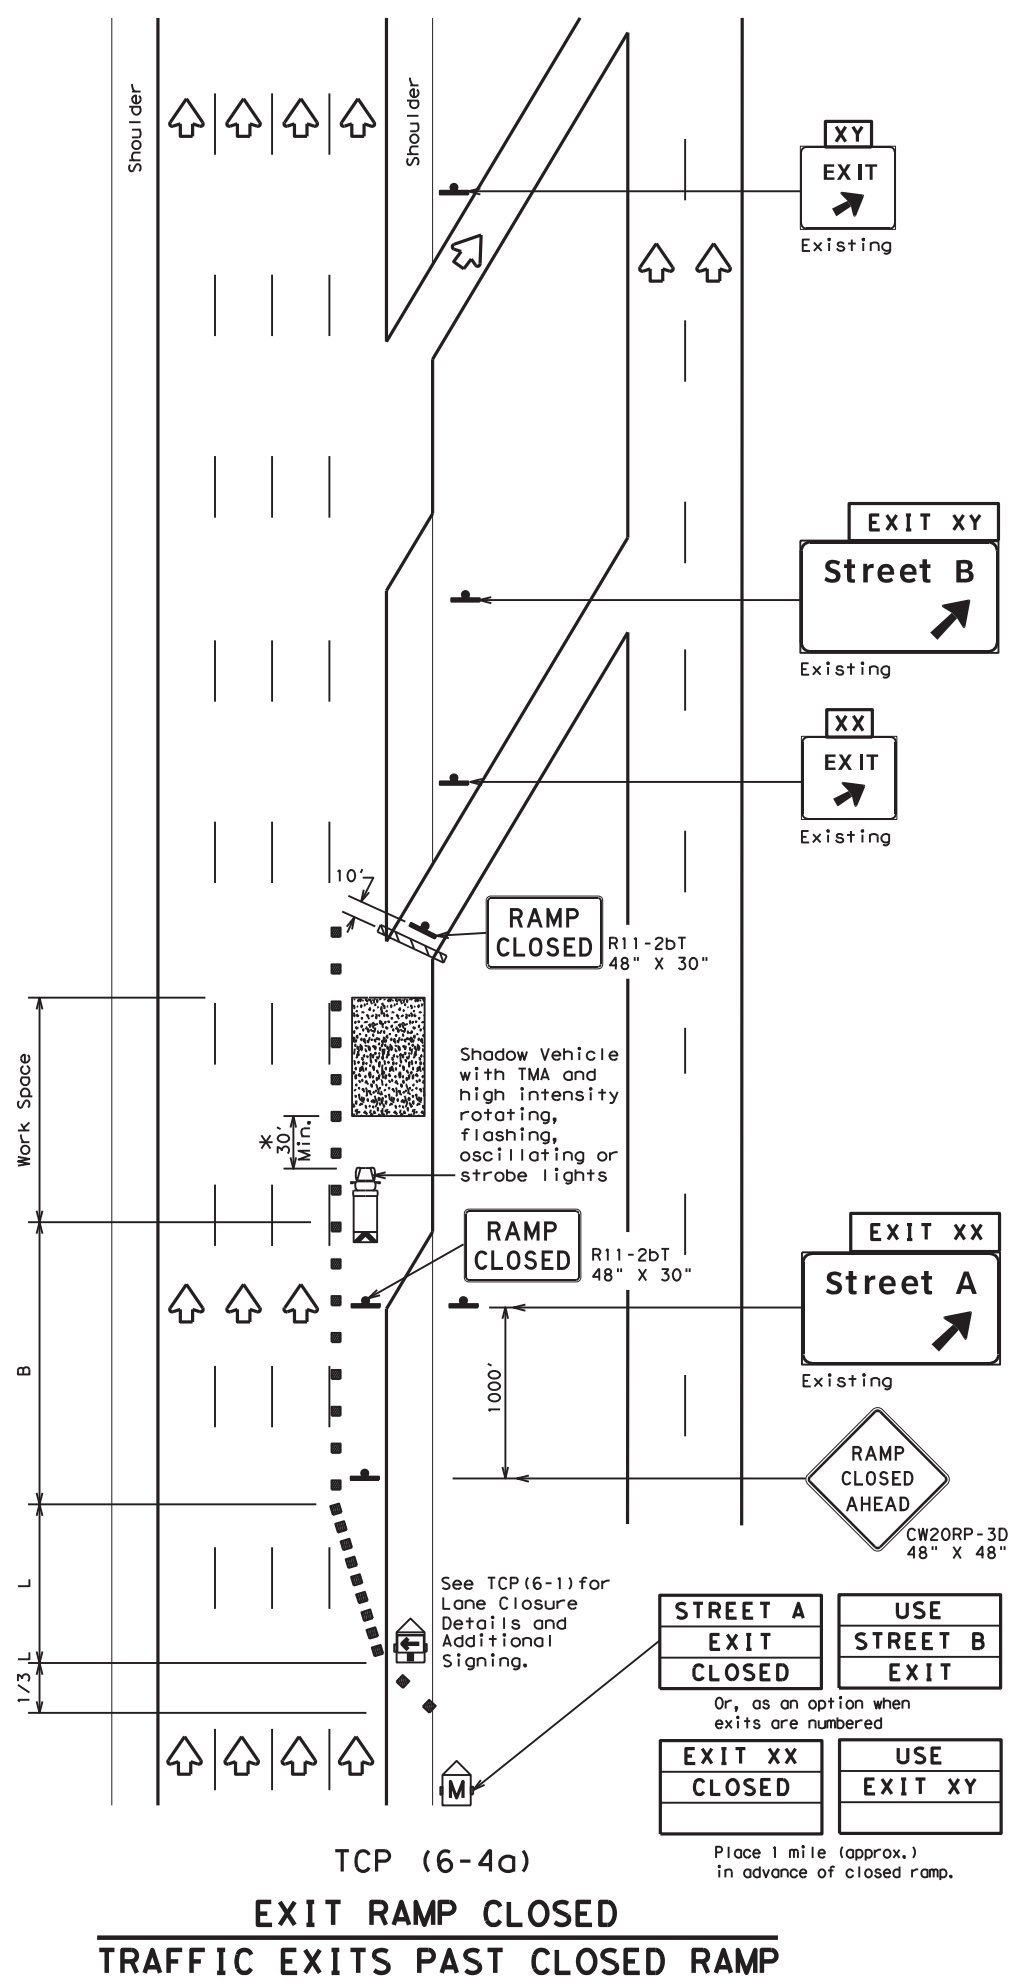 Shoulder
Shoulder
XY
EXIT
Existing
EXIT XY
Street B
Existing
XX
EXIT
Existing
10'
RAMP
CLOSED
R11-2bT
48" X 30"
Work Space
Shadow Vehicle
with TMA and
high intensity
rotating,
flashing,
oscillating or
strobe lights
*
30'
Min.
RAMP
CLOSED
R11-2bT
48" X 30"
EXIT XX
Street A
Existing
B
1000'
RAMP
CLOSED
AHEAD
CW20RP-3D
48" X 48"
L
See TCP(6-1)for
Lane Closure
Details and
Additional
Signing.
1/3 L
STREET A
EXIT
CLOSED
USE
STREET B
EXIT
Or, as an option when
exits are numbered
EXIT XX
CLOSED
USE
EXIT XY
M
Place 1 mile (approx.)
in advance of closed ramp.
TCP (6-4a)
EXIT RAMP CLOSED
TRAFFIC EXITS PAST CLOSED RAMP